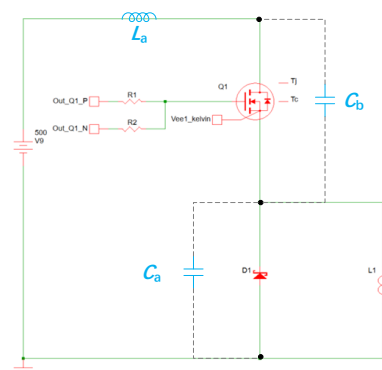 La
Q1
Tj
Out_Q1_P
R1
Tc
Cb
Vee1_kelvin
Out_Q1_N
R2
500
V9
Ca
D1
L1